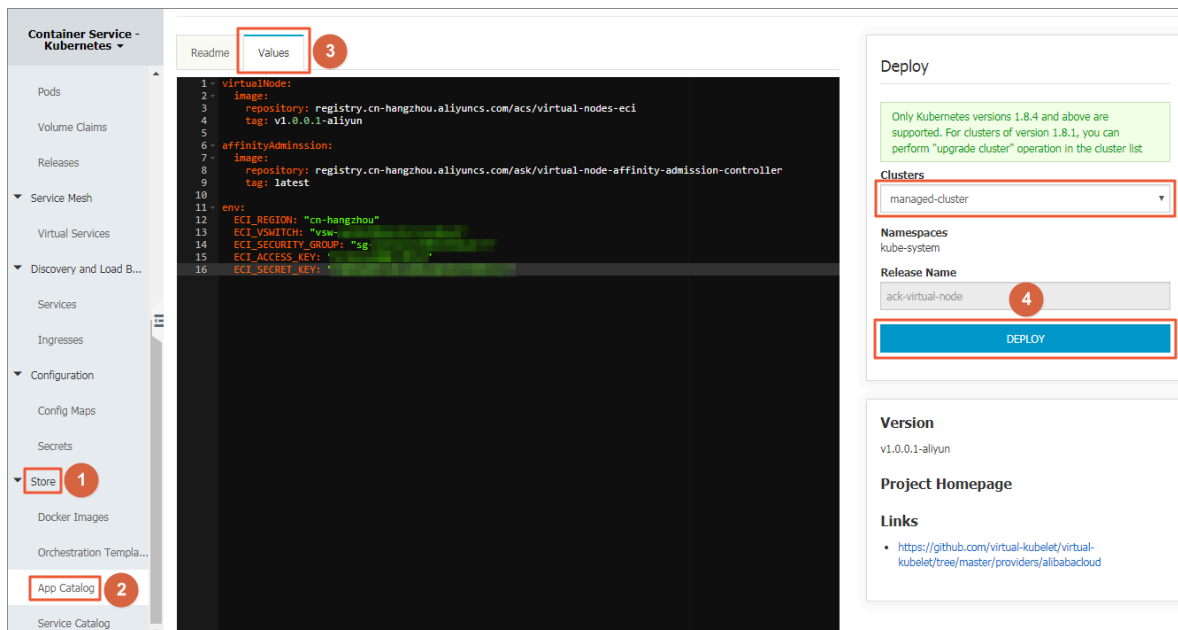 Container Service -
Kubernetes
Pods
Volume Claims
Releases
Service Mesh
Virtual Services
Discovery and Load B...
Services
Ingresses
Configuration
Config Maps
Secrets
Store
1
Docker Images
Orchestration Templa...
App Catalog
2
Service Catalog
Readme
Values
3
1 virtualNode:
2 image:
3 repository: registry.cn-hangzhou.aliyuncs.com/acs/virtual-nodes-eci
4 tag: v1.0.0.1-aliyun
5
6 affinityAdminssion:
7 image:
8 repository: registry.cn-hangzhou.aliyuncs.com/ask/virtual-node-affinity-admission-controller
9 tag: latest
10
11 env:
12 ECI_REGION: "cn-hangzhou"
13 ECI_VSWITCH: "vsw-
14 ECI_SECURITY_GROUP: "sg-
15 ECI_ACCESS_KEY: "
16 ECI_SECRET_KEY: "
Deploy
Only Kubernetes versions 1.8.4 and above are
supported. For clusters of version 1.8.1, you can
perform "upgrade cluster" operation in the cluster list
Clusters
managed-cluster
Namespaces
kube-system
Release Name
ack-virtual-node
4
DEPLOY
Version
v1.0.0.1-aliyun
Project Homepage
Links
https://github.com/virtual-kubelet/virtual-
kubelet/tree/master/providers/alibabacloud